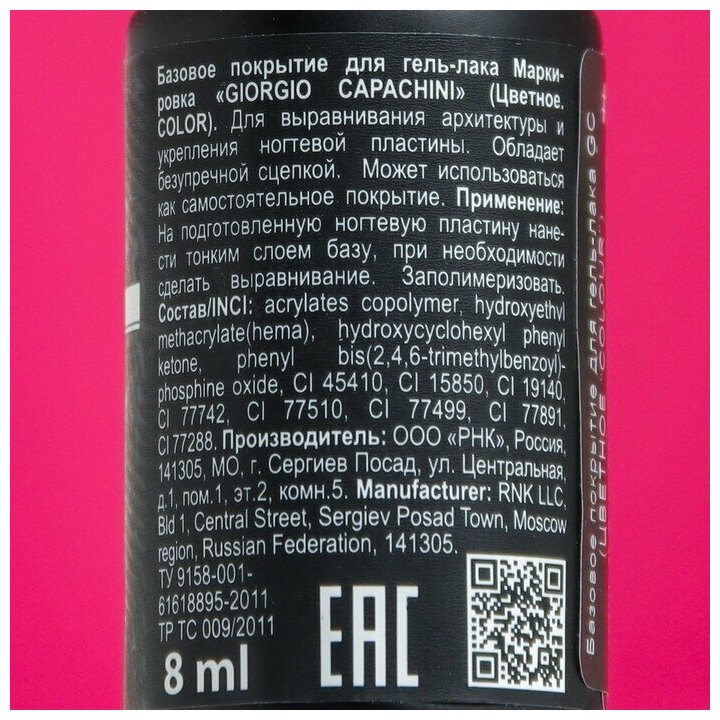 Базовое покрытие для гель-лака Марки-
ровка «GIORGIO CAPACHINI» (Цветное.
COLOR). Для выравнивания архитектуры и
укрепления ногтевой пластины. Обладает
безупречной сцепкой. Может использоваться
как самостоятельное покрытие. Применение:
На подготовленную ногтевую пластину нане-
сти тонким слоем базу, при необходимости
сделать выравнивание. Заполимеризовать.
Состав/INCI: acrylates copolymer, hydroxyethyl
methacrylate(hema), hydroxycyclohexyl phenyl
ketone, phenyl bis(2,4,6-trimethylbenzoyl)-
phosphine oxide, CI 45410, CI 15850, CI 19140,
CI 77742, CI 77510, CI 77499, CI 77891,
CI 77288. Производитель: ООО «РНК», Россия,
141305, МО, г. Сергиев Посад, ул. Центральная,
д.1, пом.1, эт.2, комн.5. Manufacturer: RNK LLC,
Bld 1, Central Street, Sergiev Posad Town, Moscow
region, Russian Federation, 141305.
ТУ 9158-001-
61618895-2011
ТР ТС 009/2011
8 ml
EAC
Базовое покрытие для гель-лака GC
(ЦВЕТНОЕ. COLOUR.)